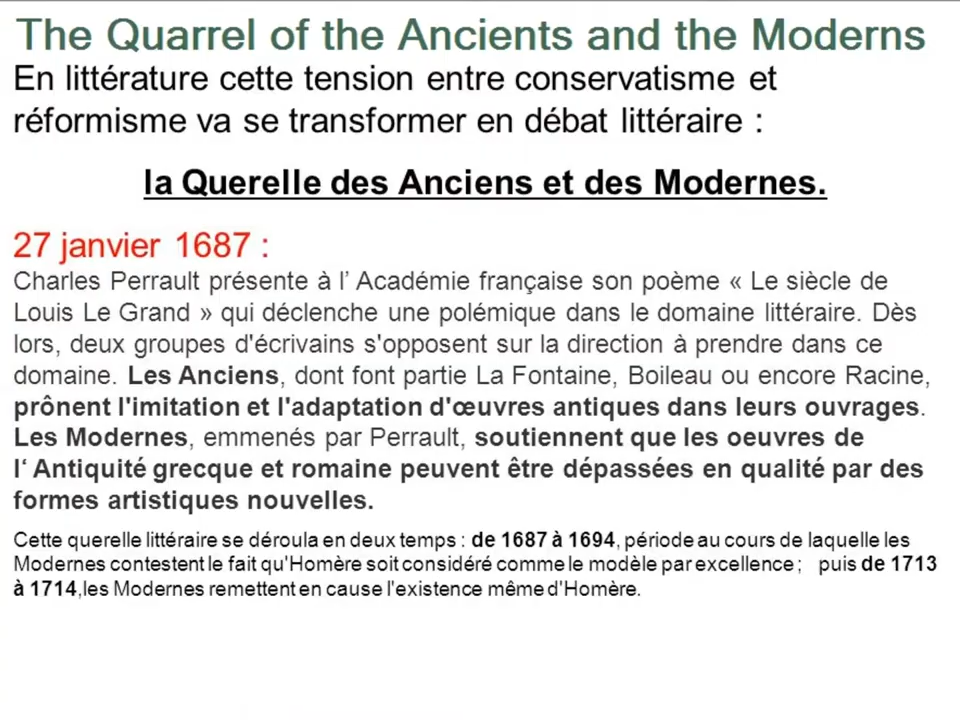 The Quarrel of the Ancients and the Moderns
En littérature cette tension entre conservatisme et
réformisme va se transformer en débat littéraire :
la Querelle des Anciens et des Modernes.
27 janvier 1687 :
Charles Perrault présente à l’ Académie française son poème « Le siècle de
Louis Le Grand » qui déclenche une polémique dans le domaine littéraire. Dès
lors, deux groupes d'écrivains s'opposent sur la direction à prendre dans ce
domaine. Les Anciens, dont font partie La Fontaine, Boileau ou encore Racine,
prônent l'imitation et l'adaptation d'œuvres antiques dans leurs ouvrages.
Les Modernes, emmenés par Perrault, soutiennent que les oeuvres de
l‘ Antiquité grecque et romaine peuvent être dépassées en qualité par des
formes artistiques nouvelles.
Cette querelle littéraire se déroula en deux temps : de 1687 à 1694, période au cours de laquelle les
Modernes contestent le fait qu'Homère soit considéré comme le modèle par excellence ; puis de 1713
à 1714,les Modernes remettent en cause l'existence même d'Homère.